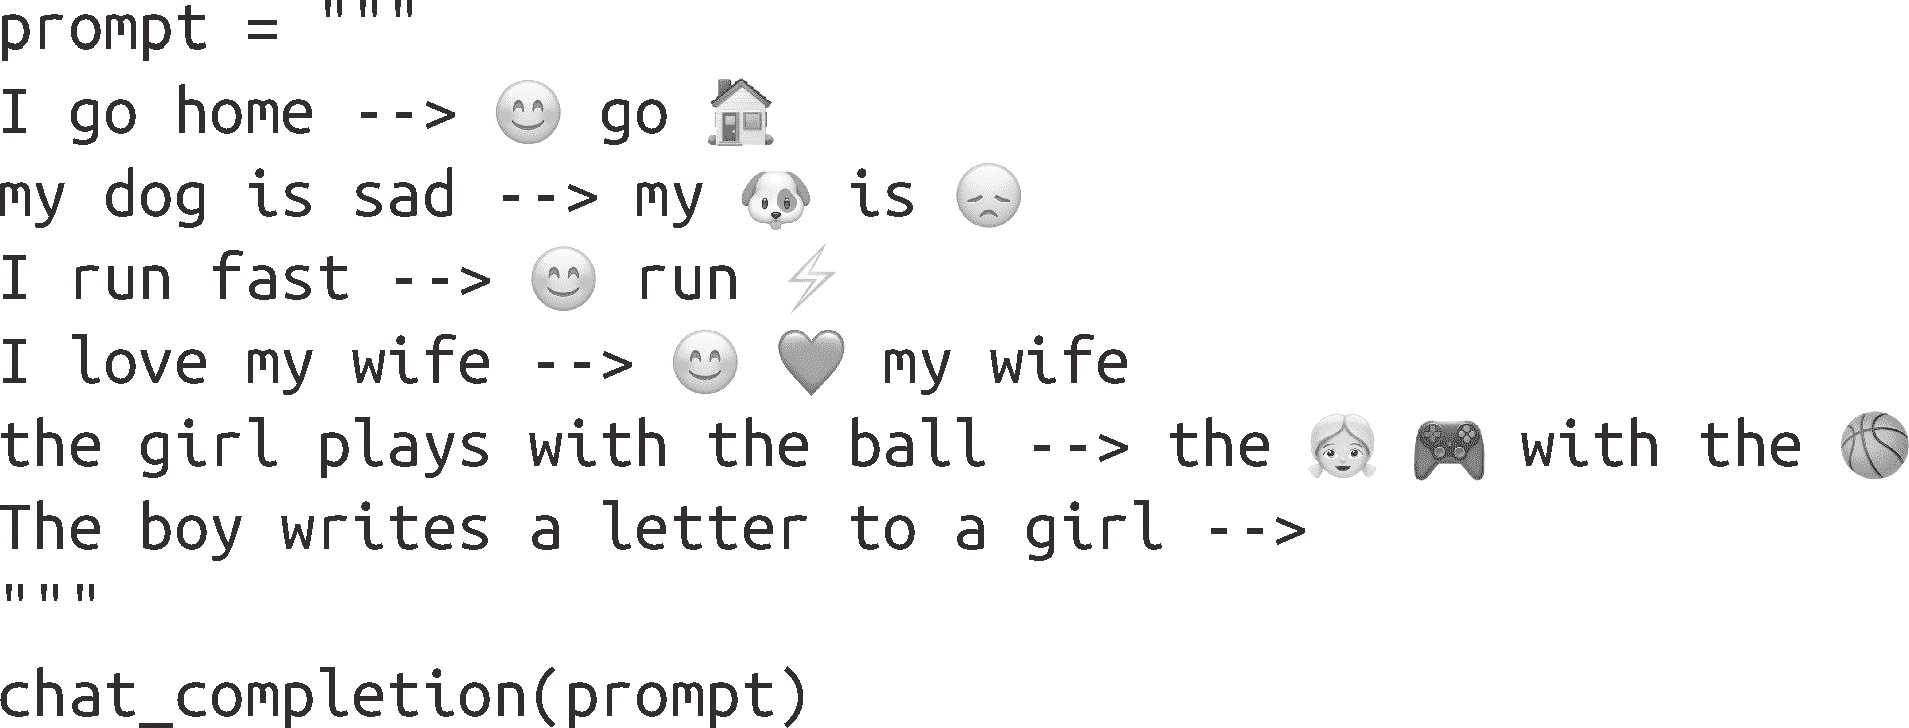 prompt = """
I go home --> 😊 go 🏠
my dog is sad --> my 🐶 is 😞
I run fast --> 😊 run ⚡
I love my wife --> 😊 ❤ my wife
the girl plays with the ball --> the 👧 🎮 with the 🏀
The boy writes a letter to a girl -->
"""
chat_completion(prompt)